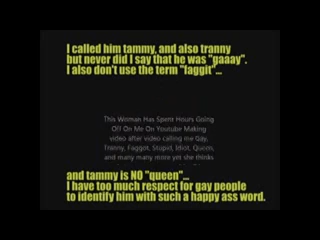 I called him tammy, and also tranny
but never did I say that he was "gaaay".
I also don't use the term "faggit"...
This Woman Has Spent Hours Going
Off On Me On Youtube Making
video after video calling me Gay,
Tranny, Faggot, Stupid, Idiot, Queen,
and many many more yet she thinks
and tammy is NO "queen"...
I have too much respect for gay people
to identify him with such a happy ass word.